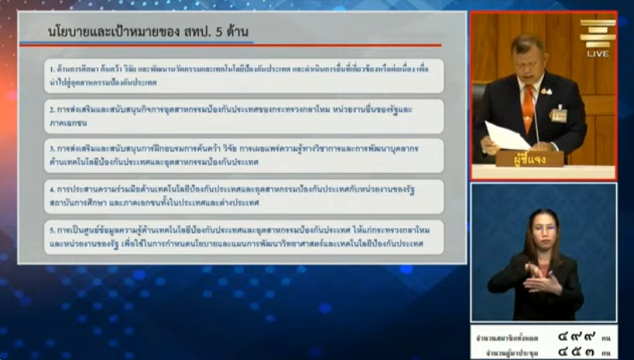 นโยบายและเป้าหมายของ สทป. 5 ด้าน
1. ด้านการศึกษา ค้นคว้า วิจัย และพัฒนานวัตกรรมและเทคโนโลยีป้องกันประเทศ และดำเนินการอื่นที่เกี่ยวข้องหรือต่อเนื่อง เพื่อ
นำไปสู่อุตสาหกรรมป้องกันประเทศ
2. การส่งเสริมและสนับสนุนกิจการอุตสาหกรรมป้องกันประเทศของกระทรวงกลาโหม หน่วยงานอื่นของรัฐและ
ภาคเอกชน
3. การส่งเสริมและสนับสนุนการฝึกอบรมการค้นคว้า วิจัย การเผยแพร่ความรู้ทางวิชาการและการพัฒนาบุคลากร
ด้านเทคโนโลยีป้องกันประเทศและอุตสาหกรรมป้องกันประเทศ
4. การประสานความร่วมมือด้านเทคโนโลยีป้องกันประเทศและอุตสาหกรรมป้องกันประเทศกับหน่วยงานของรัฐ
สถาบันการศึกษา และภาคเอกชนทั้งในประเทศและต่างประเทศ
5. การเป็นศูนย์ข้อมูลความรู้ด้านเทคโนโลยีป้องกันประเทศและอุตสาหกรรมป้องกันประเทศ ให้แก่กระทรวงกลาโหม
และหน่วยงานของรัฐ เพื่อใช้ในการกำหนดนโยบายและแผนการพัฒนาวิทยาศาสตร์และเทคโนโลยีป้องกันประเทศ
LIVE
ผู้ชี้แจง
จำนวนสมาชิกทั้งหมด ๔๙๙ คน
จำนวนผู้มาประชุม ๔๕๓ คน